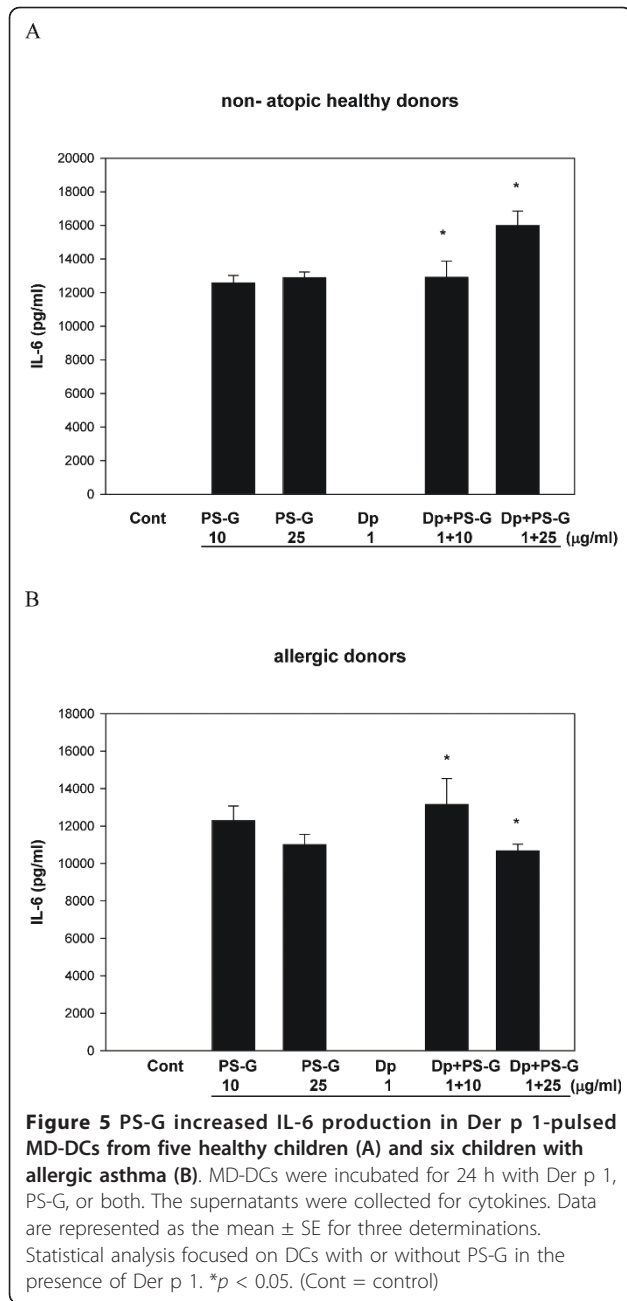 A
non- atopic healthy donors
20000
18000
16000
14000
12000
10000
8000
6000
4000
2000
0
IL-6 (pg/ml)
* *
Cont PS-G PS-G Dp Dp+PS-G Dp+PS-G
10 25 1 1+10 1+25 (μg/ml)
B
allergic donors
18000
16000
14000
12000
10000
8000
6000
4000
2000
0
IL-6 (pg/ml)
* *
Cont PS-G PS-G Dp Dp+PS-G Dp+PS-G
10 25 1 1+10 1+25 (μg/ml)
Figure 5 PS-G increased IL-6 production in Der p 1-pulsed
MD-DCs from five healthy children (A) and six children with
allergic asthma (B). MD-DCs were incubated for 24 h with Der p 1,
PS-G, or both. The supernatants were collected for cytokines. Data
are represented as the mean ± SE for three determinations.
Statistical analysis focused on DCs with or without PS-G in the
presence of Der p 1. *p < 0.05. (Cont = control)